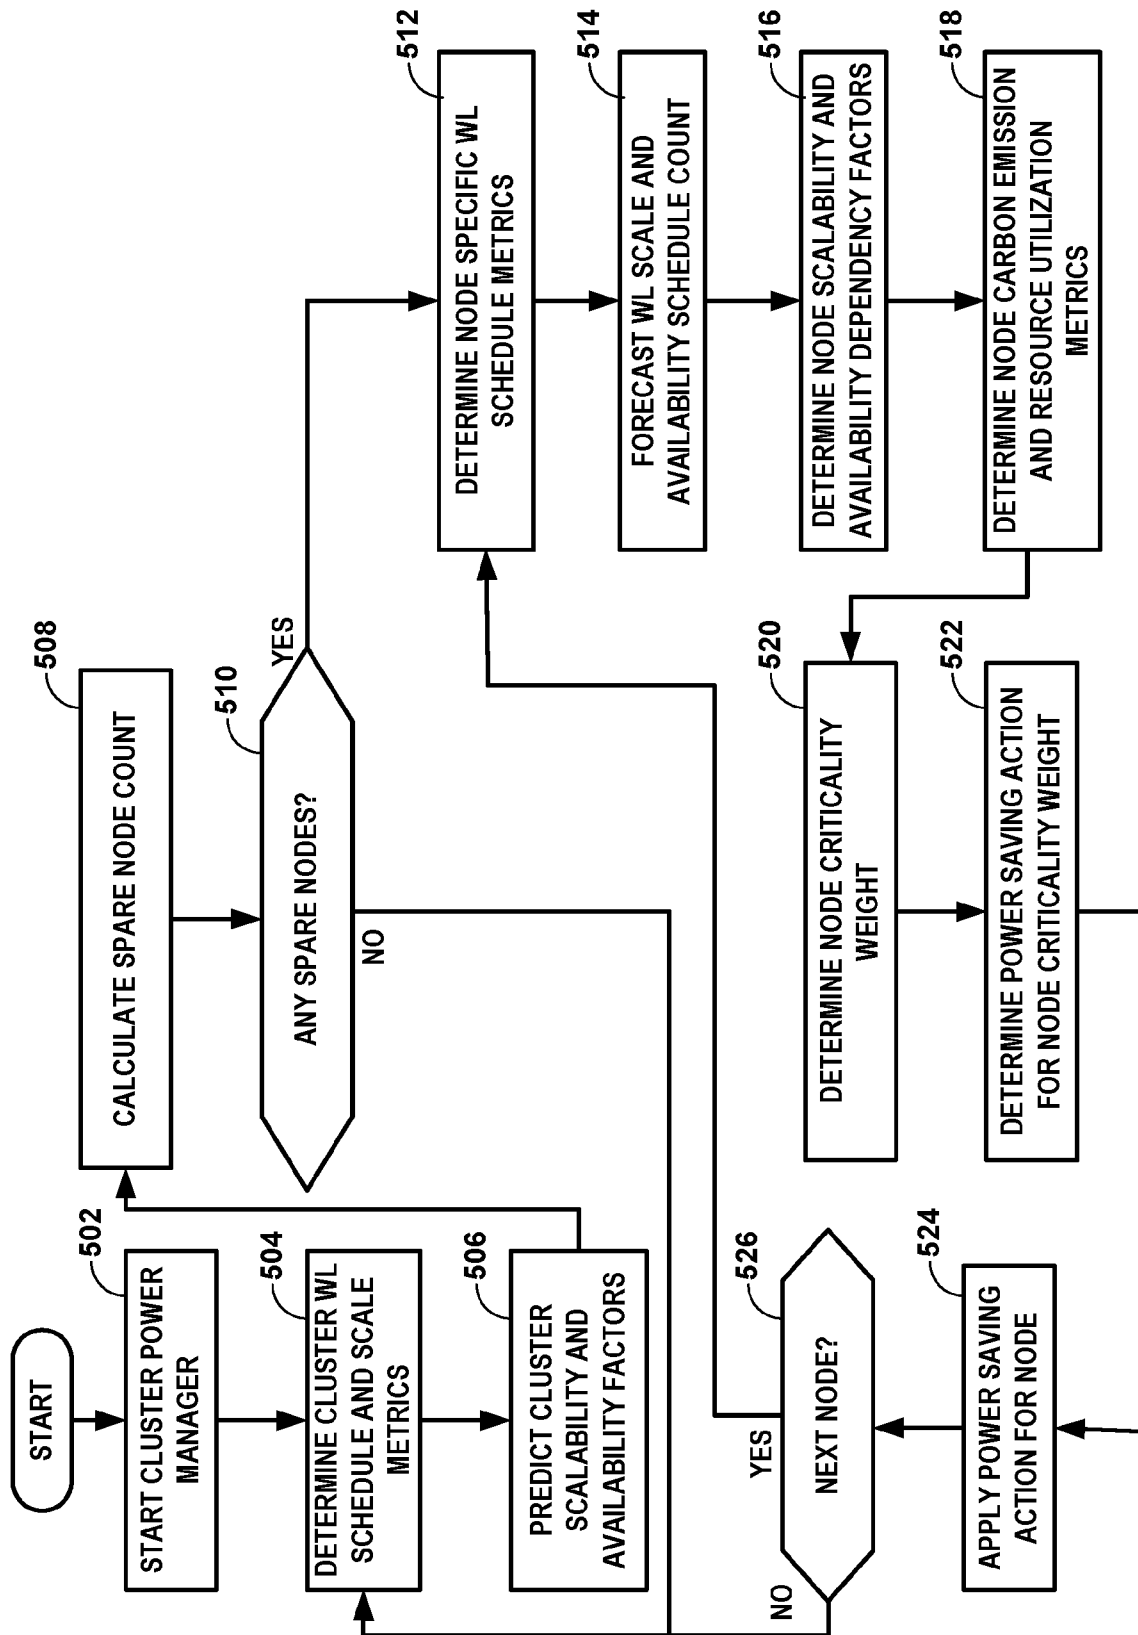 START
502
START CLUSTER POWER
MANAGER
504
DETERMINE CLUSTER WL
SCHEDULE AND SCALE
METRICS
506
PREDICT CLUSTER
SCALABILITY AND
AVAILABILITY FACTORS
508
CALCULATE SPARE NODE COUNT
510
ANY SPARE NODES?
YES
NO
512
DETERMINE NODE SPECIFIC WL
SCHEDULE METRICS
514
FORECAST WL SCALE AND
AVAILABILITY SCHEDULE COUNT
516
DETERMINE NODE SCALABILITY AND
AVAILABILITY DEPENDENCY FACTORS
518
DETERMINE NODE CARBON EMISSION
AND RESOURCE UTILIZATION
METRICS
520
DETERMINE NODE CRITICALITY
WEIGHT
522
DETERMINE POWER SAVING ACTION
FOR NODE CRITICALITY WEIGHT
524
APPLY POWER SAVING
ACTION FOR NODE
526
NEXT NODE?
YES
NO